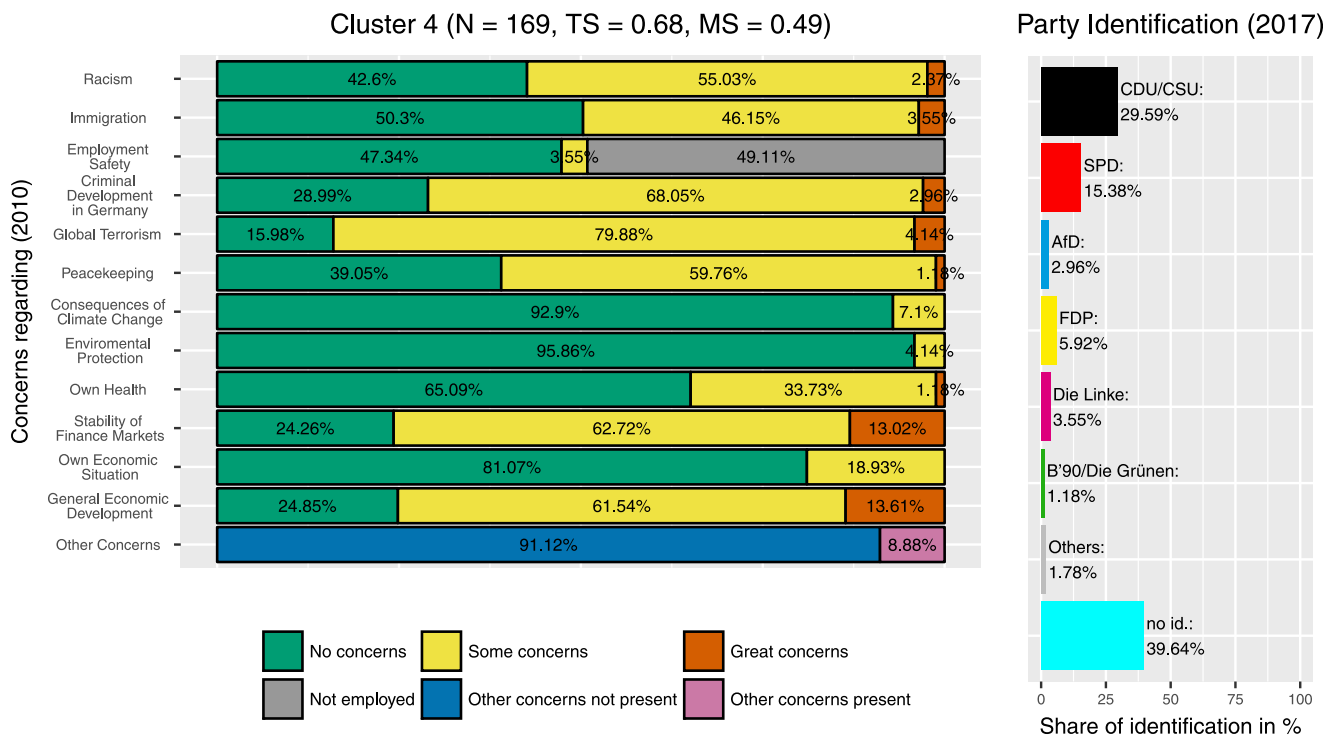 Cluster 4 (N = 169, TS = 0.68, MS = 0.49)
Concerns regarding (2010)
Racism
42.6%
55.03%
2.37%
Immigration
50.3%
46.15%
3.55%
Employment
Safety
47.34%
3.55%
49.11%
Criminal
Development
in Germany
28.99%
68.05%
2.96%
Global Terrorism
15.98%
79.88%
4.14%
Peacekeeping
39.05%
59.76%
1.18%
Consequences of
Climate Change
92.9%
7.1%
Enviromental
Protection
95.86%
4.14%
Own Health
65.09%
33.73%
1.18%
Stability of
Finance Markets
24.26%
62.72%
13.02%
Own Economic
Situation
81.07%
18.93%
General Economic
Development
24.85%
61.54%
13.61%
Other Concerns
91.12%
8.88%
No concerns
Some concerns
Great concerns
Not employed
Other concerns not present
Other concerns present
Party Identification (2017)
CDU/CSU:
29.59%
SPD:
15.38%
AfD:
2.96%
FDP:
5.92%
Die Linke:
3.55%
B'90/Die Grünen:
1.18%
Others:
1.78%
no id.:
39.64%
0 25 50 75 100
Share of identification in %